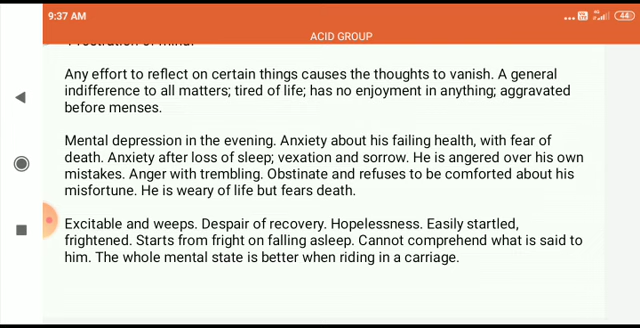 9:37 AM
44
ACID GROUP
Any effort to reflect on certain things causes the thoughts to vanish. A general
indifference to all matters; tired of life; has no enjoyment in anything; aggravated
before menses.
Mental depression in the evening. Anxiety about his failing health, with fear of
death. Anxiety after loss of sleep; vexation and sorrow. He is angered over his own
mistakes. Anger with trembling. Obstinate and refuses to be comforted about his
misfortune. He is weary of life but fears death.
Excitable and weeps. Despair of recovery. Hopelessness. Easily startled,
frightened. Starts from fright on falling asleep. Cannot comprehend what is said to
him. The whole mental state is better when riding in a carriage.